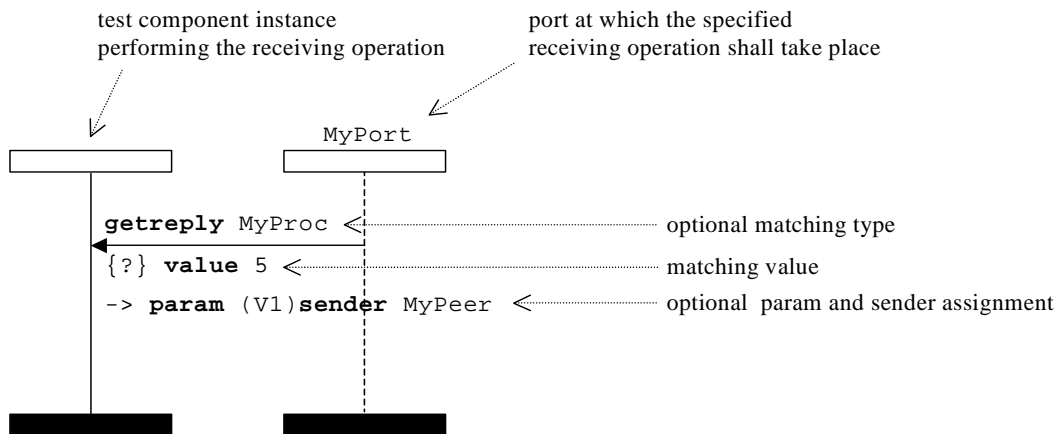 test component instance
performing the receiving operation
port at which the specified
receiving operation shall take place
MyPort
getreply MyProc
optional matching type
{?} value 5
matching value
-> param (V1)sender MyPeer
optional param and sender assignment